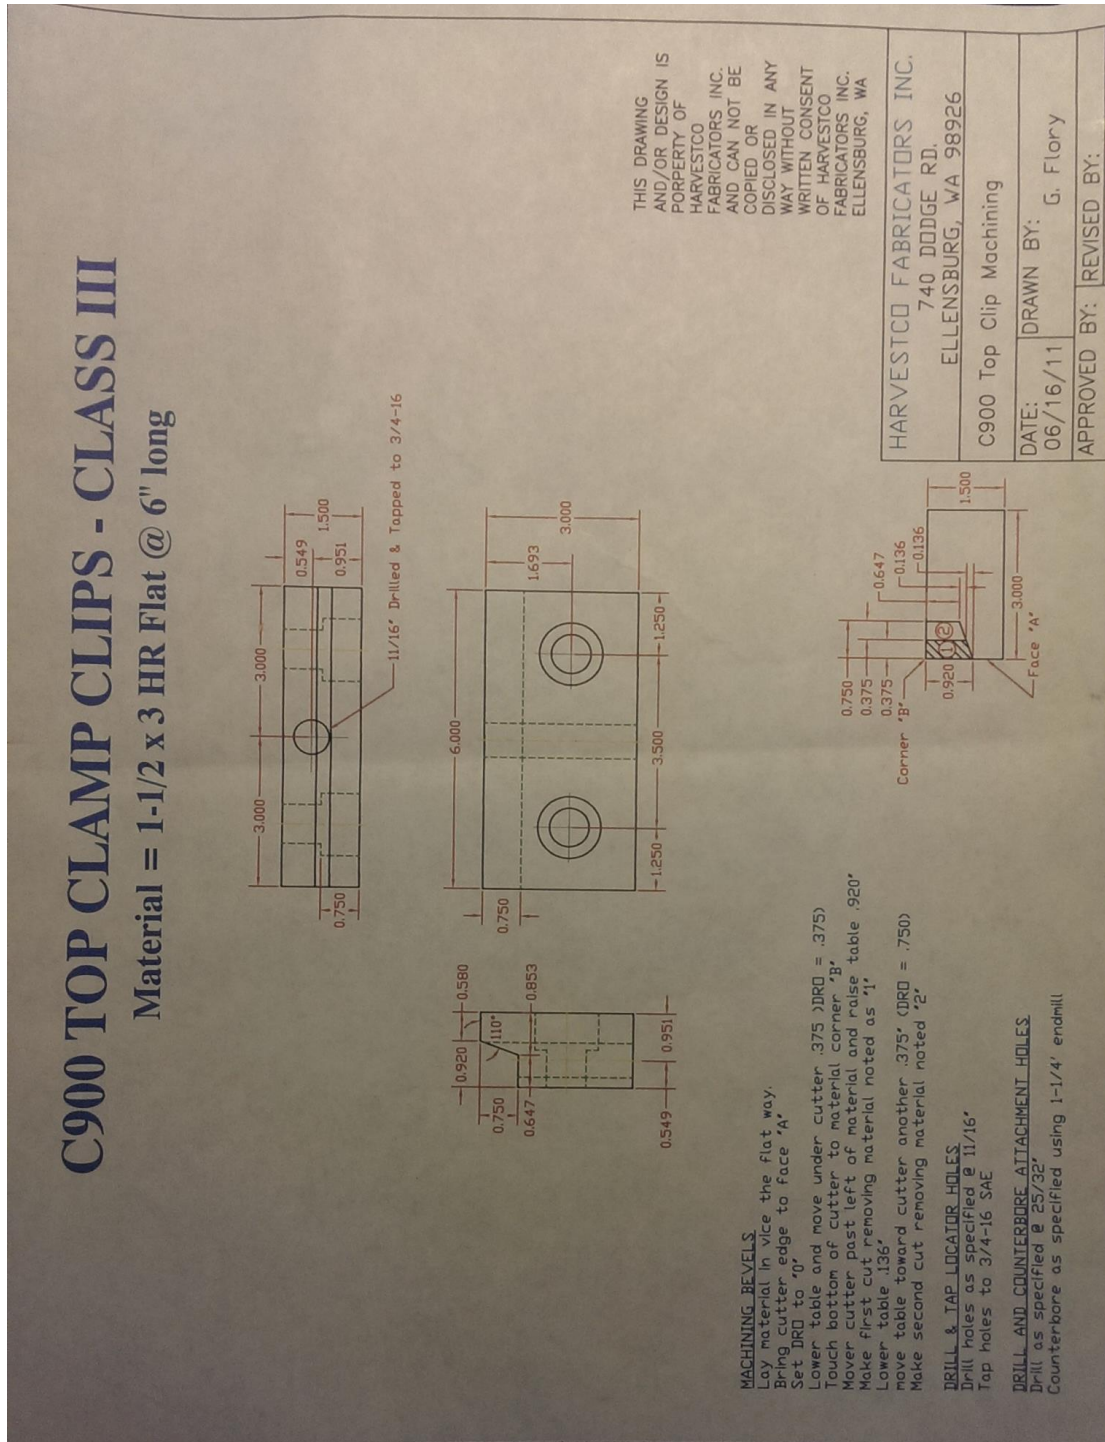 C900 TOP CLAMP CLIPS - CLASS III
Material = 1-1/2 x 3 HR Flat @ 6" long
3.000
3.000
0.549
1.500
0.951
0.750
11/16" Drilled & Tapped to 3/4-16
6.000
1.693
3.000
0.750
1.250
3.500
1.250
0.920
0.580
110°
0.750
0.647
0.853
0.549
0.951
0.750
0.375
0.375
Corner "B"
0.647
0.136
0.136
0.920
1.500
3.000
Face "A"
1
2
MACHINING BEVELS
Lay material in vice the flat way.
Bring cutter edge to face "A"
Set DRO to "0"
Lower table and move under cutter .375 )DRO = .375)
Touch bottom of cutter to material corner "B"
Mover cutter past left of material and raise table .920"
Make first cut removing material noted as "1"
Lower table .136"
move table toward cutter another .375" (DRO = .750)
Make second cut removing material noted "2"
DRILL & TAP LOCATOR HOLES
Drill holes as specified @ 11/16"
Tap holes to 3/4-16 SAE
DRILL AND COUNTERBORE ATTACHMENT HOLES
Drill as specified @ 25/32"
Counterbore as specified using 1-1/4' endmill
THIS DRAWING
AND/OR DESIGN IS
PORPERTY OF
HARVESTCO
FABRICATORS INC.
AND CAN NOT BE
COPIED OR
DISCLOSED IN ANY
WAY WITHOUT
WRITTEN CONSENT
OF HARVESTCO
FABRICATORS INC.
ELLENSBURG, WA
HARVESTCO FABRICATORS INC.
740 DODGE RD.
ELLENSBURG, WA 98926
C900 Top Clip Machining
DATE:
06/16/11
DRAWN BY:
G. Flory
APPROVED BY:
REVISED BY: